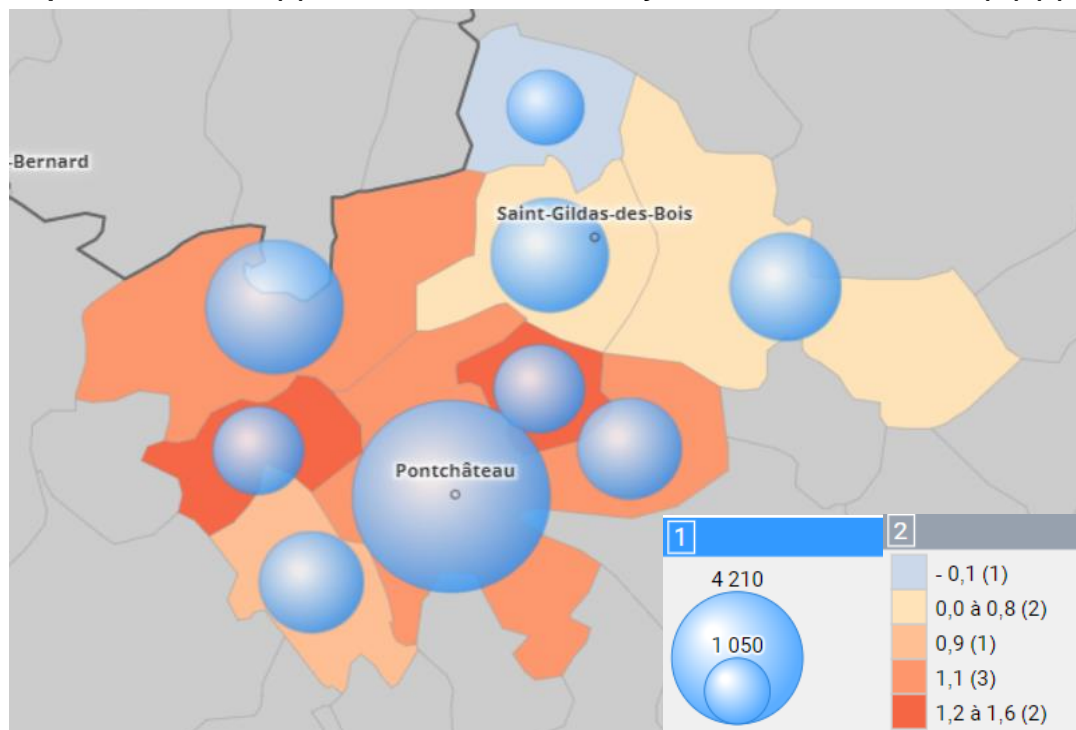 -Bernard
Saint-Gildas-des-Bois
Pontchâteau
1
4 210
1 050
2
- 0,1 (1)
0,0 à 0,8 (2)
0,9 (1)
1,1 (3)
1,2 à 1,6 (2)